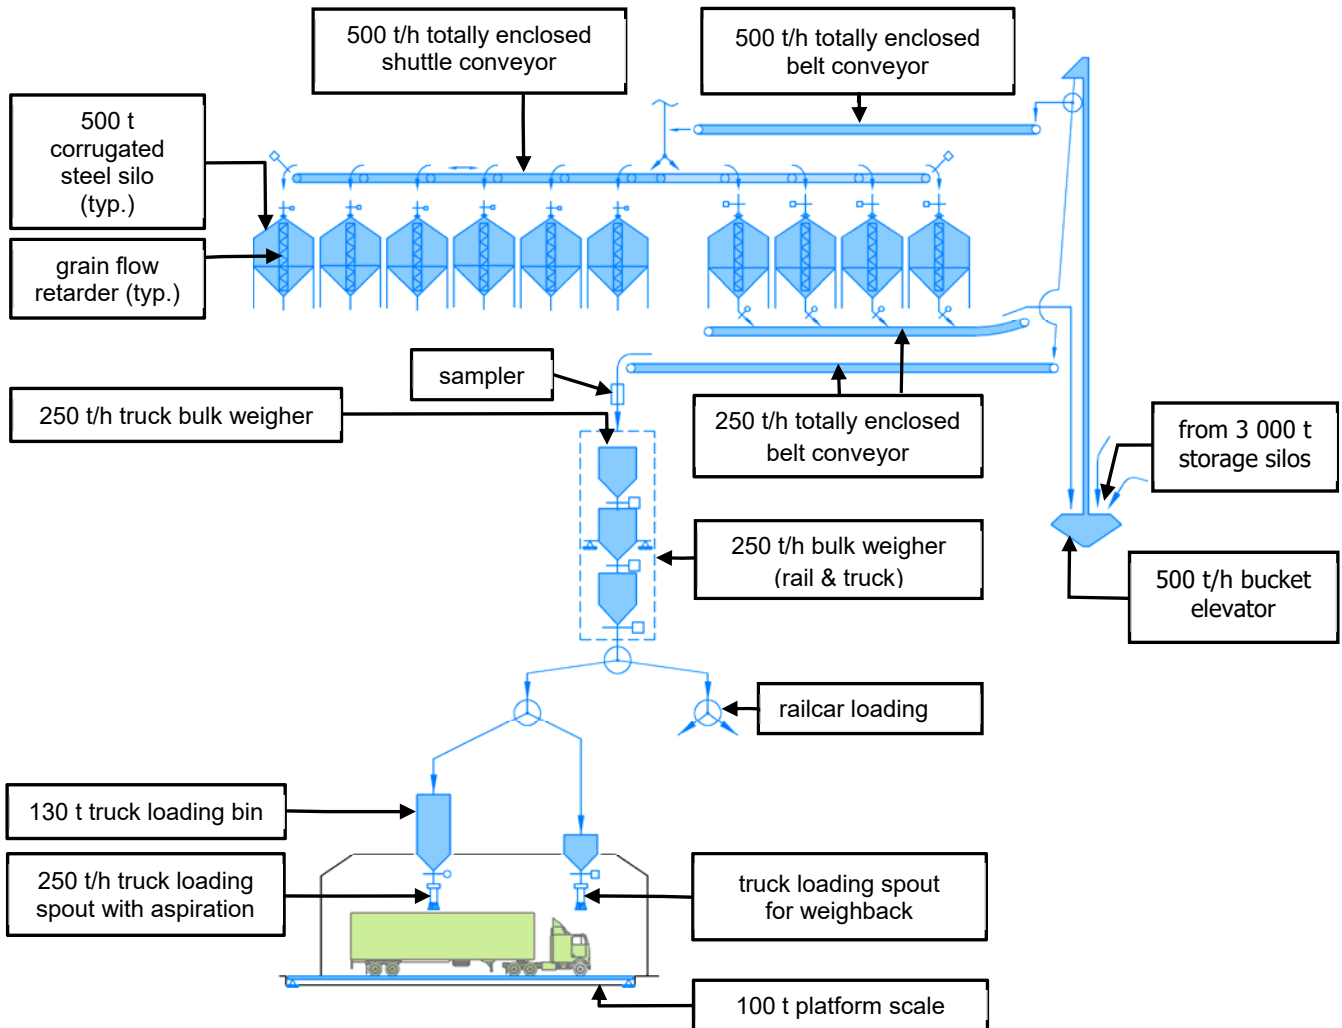 500 t/h totally enclosed
shuttle conveyor
500 t/h totally enclosed
belt conveyor
500 t
corrugated
steel silo
(typ.)
grain flow
retarder (typ.)
sampler
250 t/h truck bulk weigher
250 t/h totally enclosed
belt conveyor
from 3 000 t
storage silos
250 t/h bulk weigher
(rail & truck)
500 t/h bucket
elevator
railcar loading
130 t truck loading bin
250 t/h truck loading
spout with aspiration
truck loading spout
for weighback
100 t platform scale